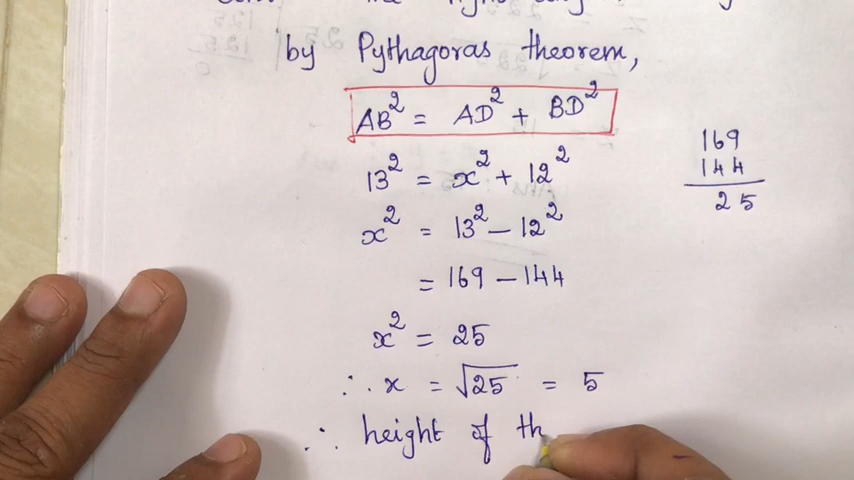 by Pythagoras theorem,
AB² = AD² + BD²
13² = x² + 12²
x² = 13² – 12²
= 169 – 144
x² = 25
∴ x = √25 = 5
∴ height of th
169
144
25